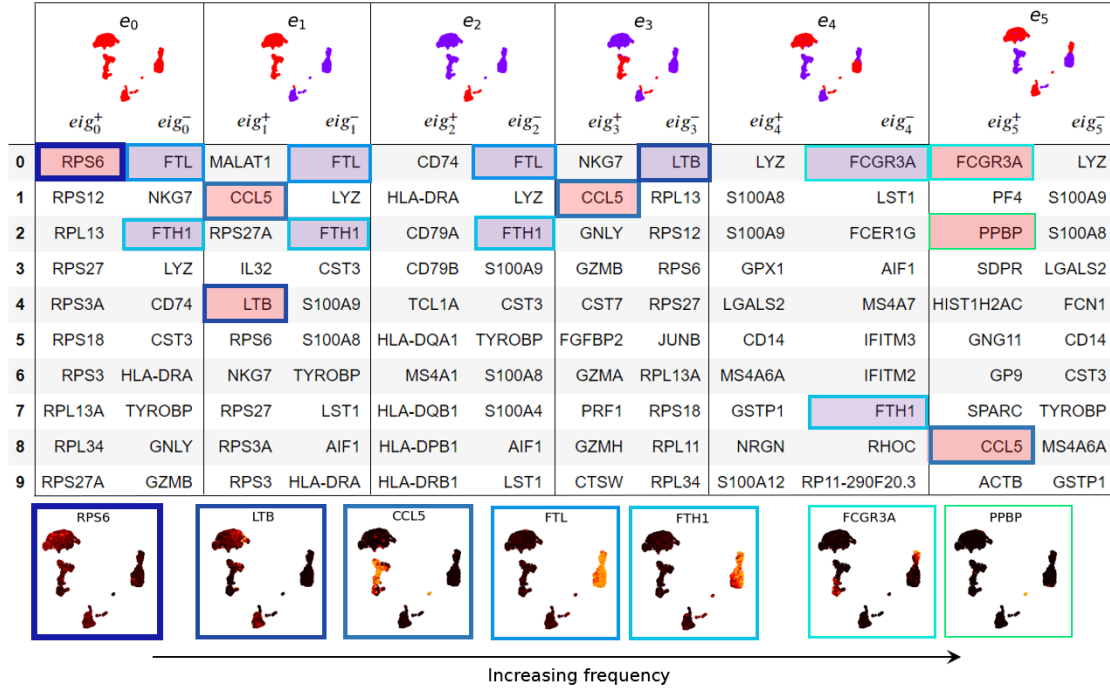 e0 e1 e2 e3 e4 e5
eig0+ eig0− eig1+ eig1− eig2+ eig2− eig3+ eig3− eig4+ eig4− eig5+ eig5−
0 RPS6 FTL MALAT1 FTL CD74 FTL NKG7 LTB LYZ FCGR3A FCGR3A LYZ
1 RPS12 NKG7 CCL5 LYZ HLA-DRA LYZ CCL5 RPL13 S100A8 LST1 PF4 S100A9
2 RPL13 FTH1 RPS27A FTH1 CD79A FTH1 GNLY RPS12 S100A9 FCER1G PPBP S100A8
3 RPS27 LYZ IL32 CST3 CD79B S100A9 GZMB RPS6 GPX1 AIF1 SDPR LGALS2
4 RPS3A CD74 LTB S100A9 TCL1A CST3 CST7 RPS27 LGALS2 MS4A7 HIST1H2AC FCN1
5 RPS18 CST3 RPS6 S100A8 HLA-DQA1 TYROBP FGFBP2 JUNB CD14 IFITM3 GNG11 CD14
6 RPS3 HLA-DRA NKG7 TYROBP MS4A1 S100A8 GZMA RPL13A MS4A6A IFITM2 GP9 CST3
7 RPL13A TYROBP RPS27 LST1 HLA-DQB1 S100A4 PRF1 RPS18 GSTP1 FTH1 SPARC TYROBP
8 RPL34 GNLY RPS3A AIF1 HLA-DPB1 AIF1 GZMH RPL11 NRGN RHOC CCL5 MS4A6A
9 RPS27A GZMB RPS3 HLA-DRA HLA-DRB1 LST1 CTSW RPL34 S100A12 RP11-290F20.3 ACTB GSTP1
RPS6 LTB CCL5 FTL FTH1 FCGR3A PPBP
Increasing frequency